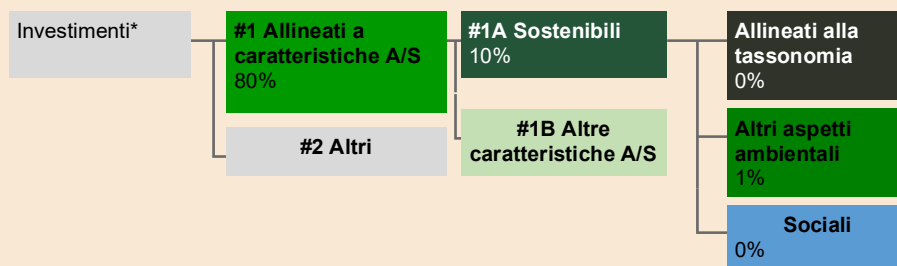 Investimenti*
#1 Allineati a
caratteristiche A/S
80%
#2 Altri
#1A Sostenibili
10%
#1B Altre
caratteristiche A/S
Allineati alla
tassonomia
0%
Altri aspetti
ambientali
1%
Sociali
0%